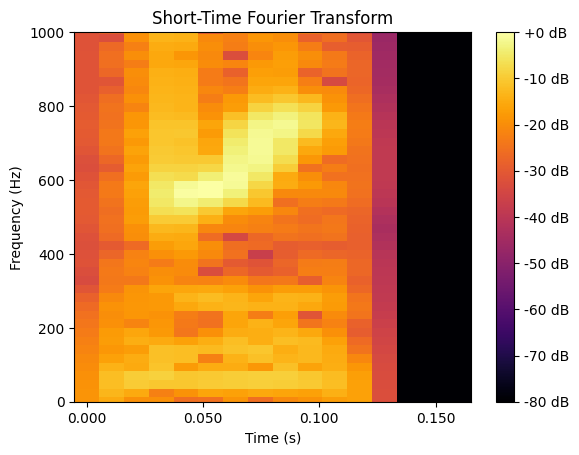 Short-Time Fourier Transform
Frequency (Hz)
1000
800
600
400
200
0
0.000
0.050
0.100
0.150
Time (s)
+0 dB
-10 dB
-20 dB
-30 dB
-40 dB
-50 dB
-60 dB
-70 dB
-80 dB